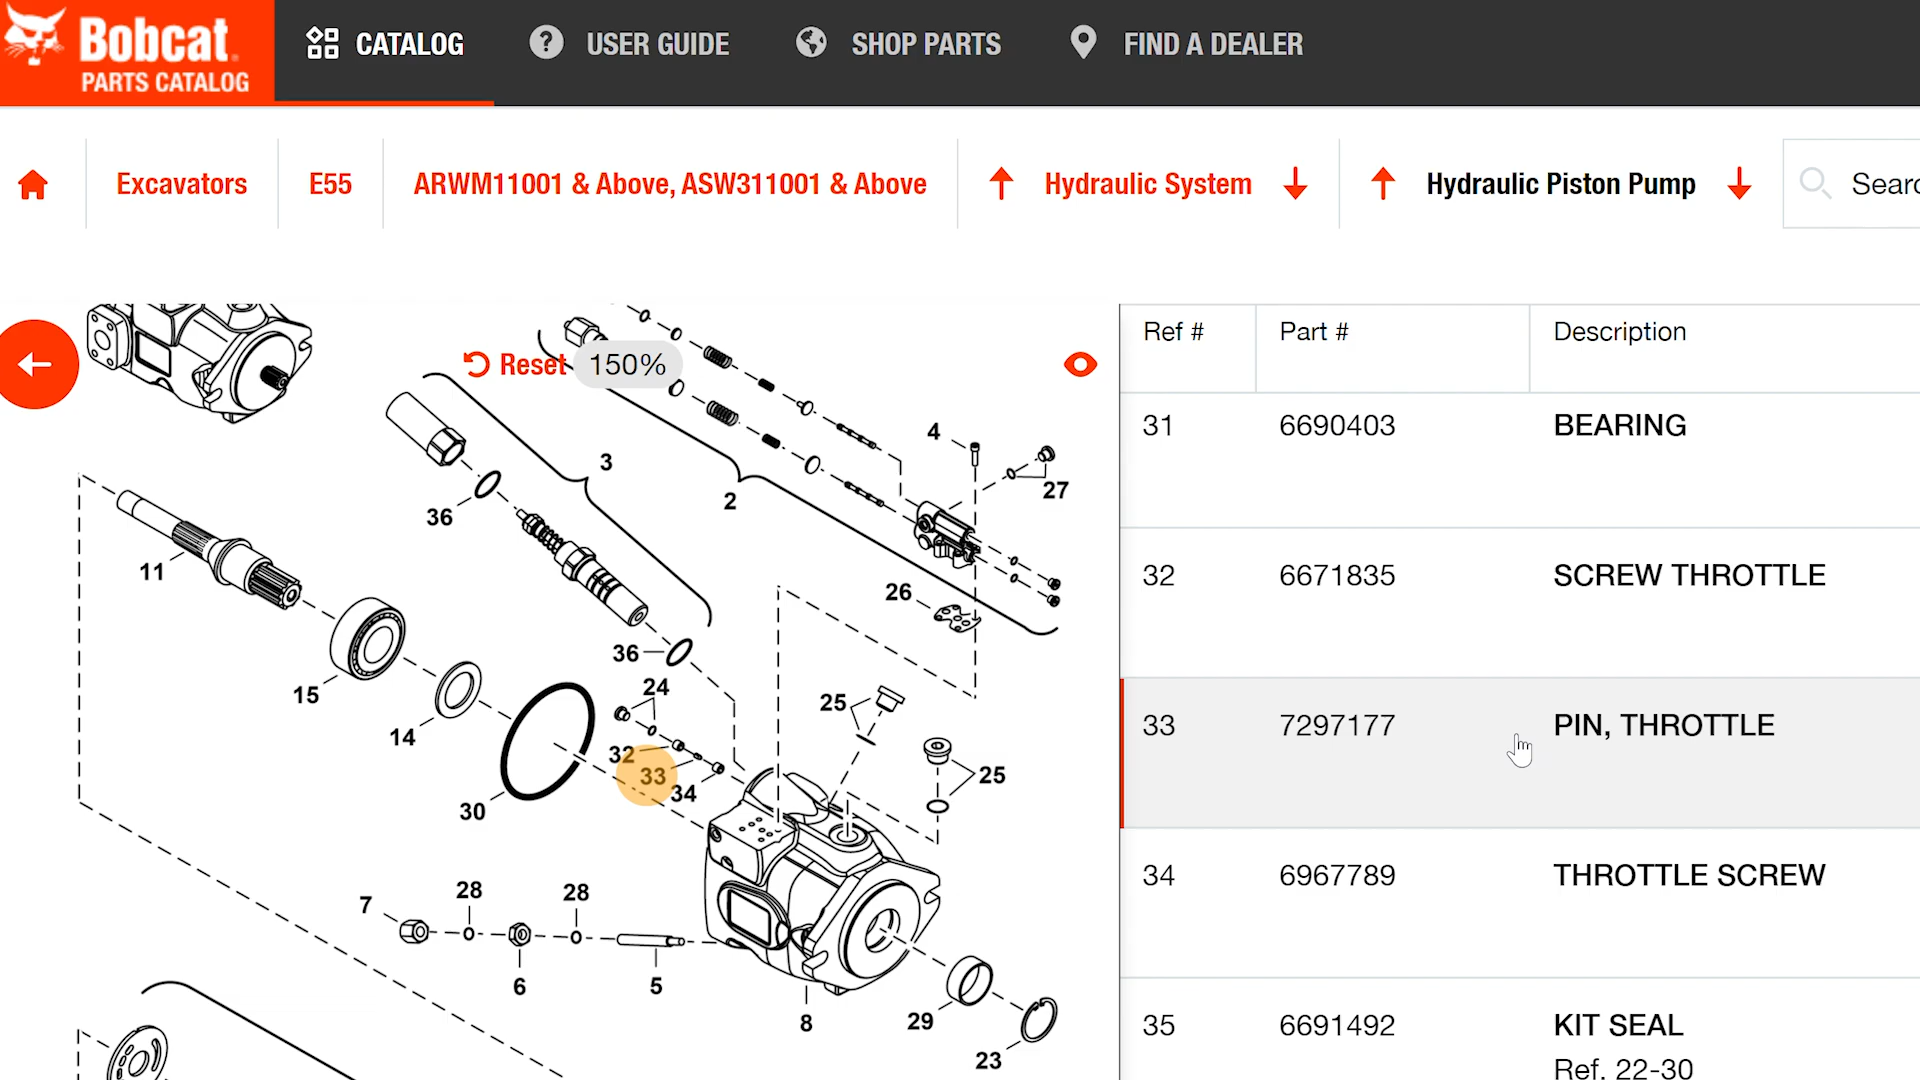 Bobcat
PARTS CATALOG
CATALOG
? USER GUIDE
SHOP PARTS
FIND A DEALER
Excavators
E55
ARWM11001 & Above, ASW311001 & Above
Hydraulic System
Hydraulic Piston Pump
Searc
Reset 150%
4
3
27
2
36
11
26
36
15
24
25
14
32
33
25
34
30
7
28
28
6
5
8
29
23
Ref # Part # Description
31 6690403 BEARING
32 6671835 SCREW THROTTLE
33 7297177 PIN, THROTTLE
34 6967789 THROTTLE SCREW
35 6691492 KIT SEAL
Ref. 22-30